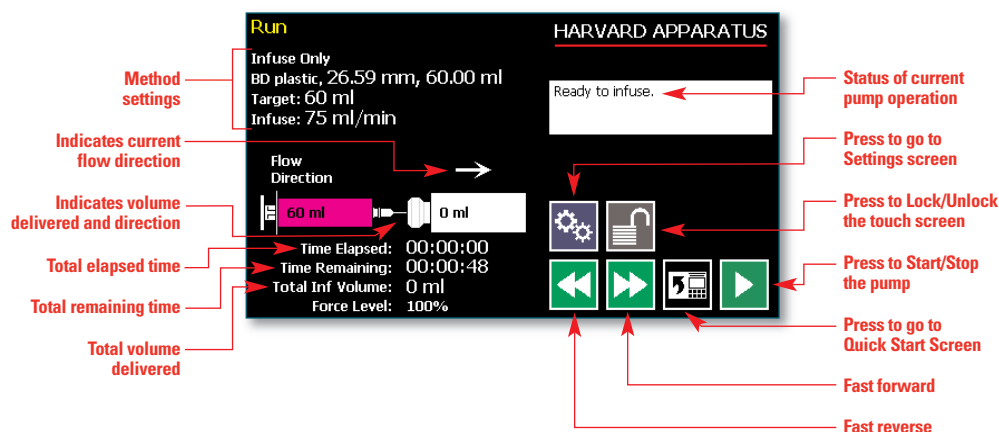 Run
HARVARD APPARATUS
Infuse Only
BD plastic, 26.59 mm, 60.00 ml
Target: 60 ml
Infuse: 75 ml/min
Ready to infuse.
Flow
Direction
60 ml
0 ml
Time Elapsed: 00:00:00
Time Remaining: 00:00:48
Total Inf Volume: 0 ml
Force Level: 100%
Method
settings
Indicates current
flow direction
Indicates volume
delivered and direction
Total elapsed time
Total remaining time
Total volume
delivered
Status of current
pump operation
Press to go to
Settings screen
Press to Lock/Unlock
the touch screen
Press to Start/Stop
the pump
Press to go to
Quick Start Screen
Fast forward
Fast reverse